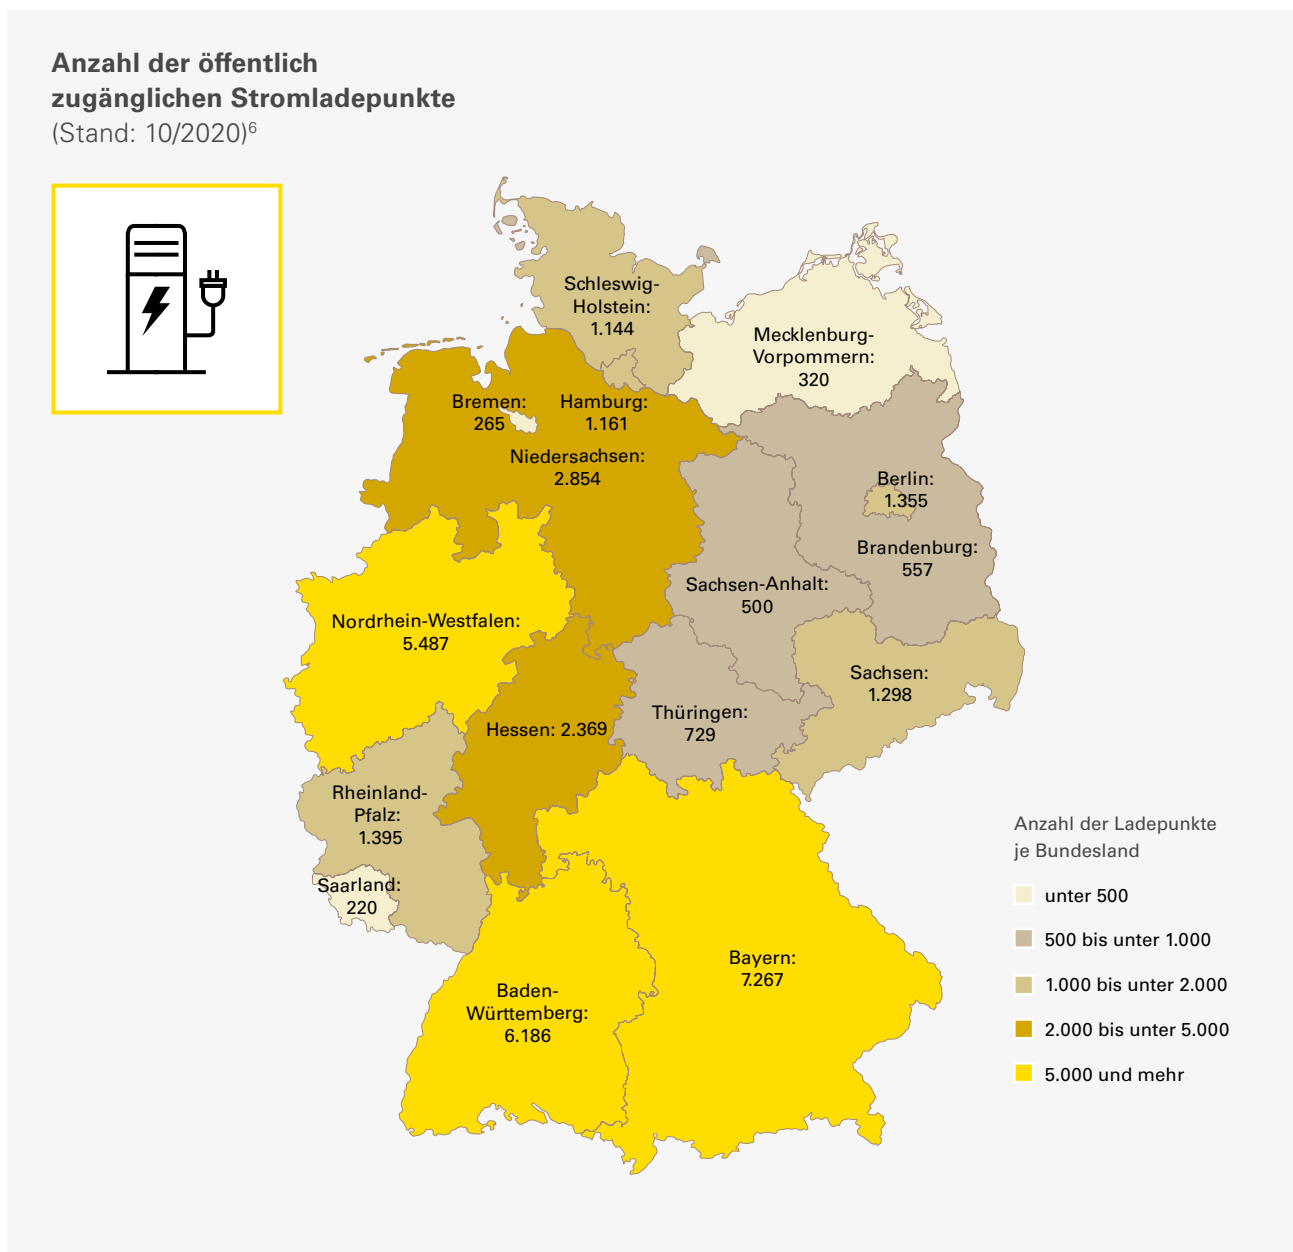 Anzahl der öffentlich
zugänglichen Stromladepunkte
(Stand: 10/2020)⁶
Schleswig-
Holstein:
1.144
Mecklenburg-
Vorpommern:
320
Bremen:
265
Hamburg:
1.161
Niedersachsen:
2.854
Berlin:
1.355
Brandenburg:
557
Sachsen-Anhalt:
500
Nordrhein-Westfalen:
5.487
Sachsen:
1.298
Thüringen:
729
Hessen: 2.369
Rheinland-
Pfalz:
1.395
Saarland:
220
Bayern:
7.267
Baden-
Württemberg:
6.186
Anzahl der Ladepunkte
je Bundesland
unter 500
500 bis unter 1.000
1.000 bis unter 2.000
2.000 bis unter 5.000
5.000 und mehr